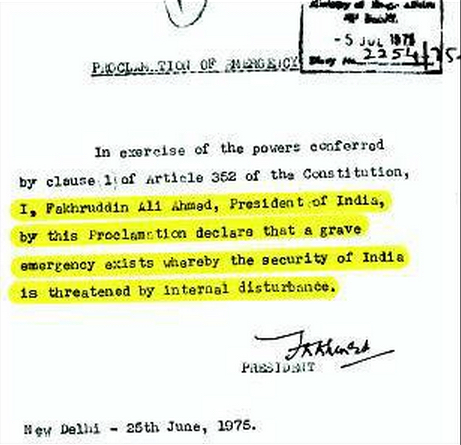 Ministry of Home Affairs
- 5 JUL 1975
Diary No. 2254/75-
PROCLAMATION OF EMERGENCY
In exercise of the powers conferred
by clause 1 of Article 352 of the Constitution,
I, Fakhruddin Ali Ahmed, President of India,
by this Proclamation declare that a grave
emergency exists whereby the security of India
is threatened by internal disturbance.
PRESIDENT
New Delhi - 25th June, 1975.